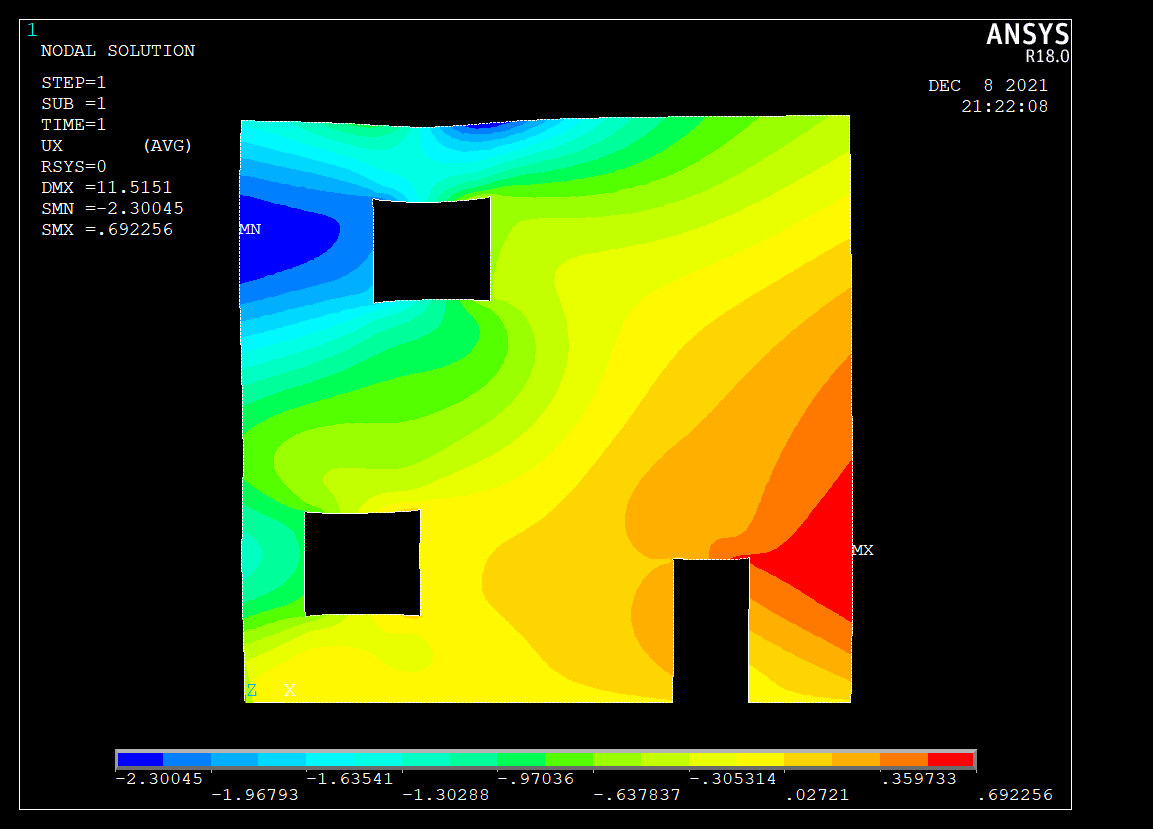 1
ANSYS
R18.0
NODAL SOLUTION
DEC  8 2021
21:22:08
STEP=1
SUB =1
TIME=1
UX       (AVG)
RSYS=0
DMX =11.5151
SMN =-2.30045
SMX =.692256
MN
MX
Z X
-2.30045 -1.63541 -.97036 -.305314 .359733
-1.96793 -1.30288 -.637837 .02721 .692256